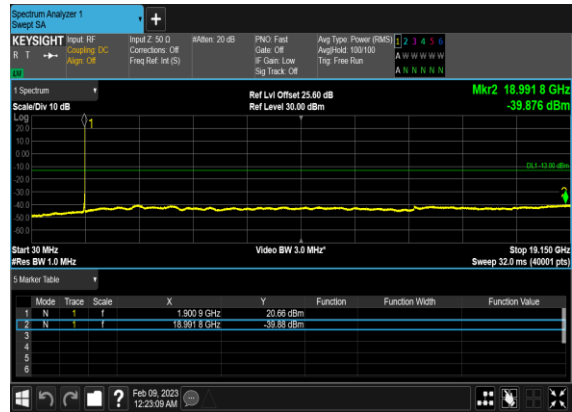 Spectrum Analyzer 1
Swept SA
+
KEYSIGHT Input: RF Input Z: 50 Ω #Atten: 20 dB PNO: Fast Avg Type: Power (RMS) 1 2 3 4 5 6
R T Coupling: DC Corrections: Off Gate: Off Avg|Hold: 100/100 A W W W W W
Align: Off Freq Ref: Int (S) IF Gain: Low Trig: Free Run
Sig Track: Off A N N N N N
1 Spectrum Ref Lvl Offset 25.60 dB Mkr2 18.991 8 GHz
Scale/Div 10 dB Ref Level 30.00 dBm -39.876 dBm
Log
1
20.0
10.0
0.00
-10.0 DL1 -13.00 dBm
-20.0
-30.0 2
-40.0
-50.0
-60.0
Start 30 MHz Video BW 3.0 MHz* Stop 19.150 GHz
#Res BW 1.0 MHz Sweep 32.0 ms (40001 pts)
5 Marker Table
Mode Trace Scale X Y Function Function Width Function Value
1 N 1 f 1.900 9 GHz 20.66 dBm
2 N 1 f 18.991 8 GHz -39.88 dBm
3
4
5
6
? Feb 09, 2023
12:23:09 AM